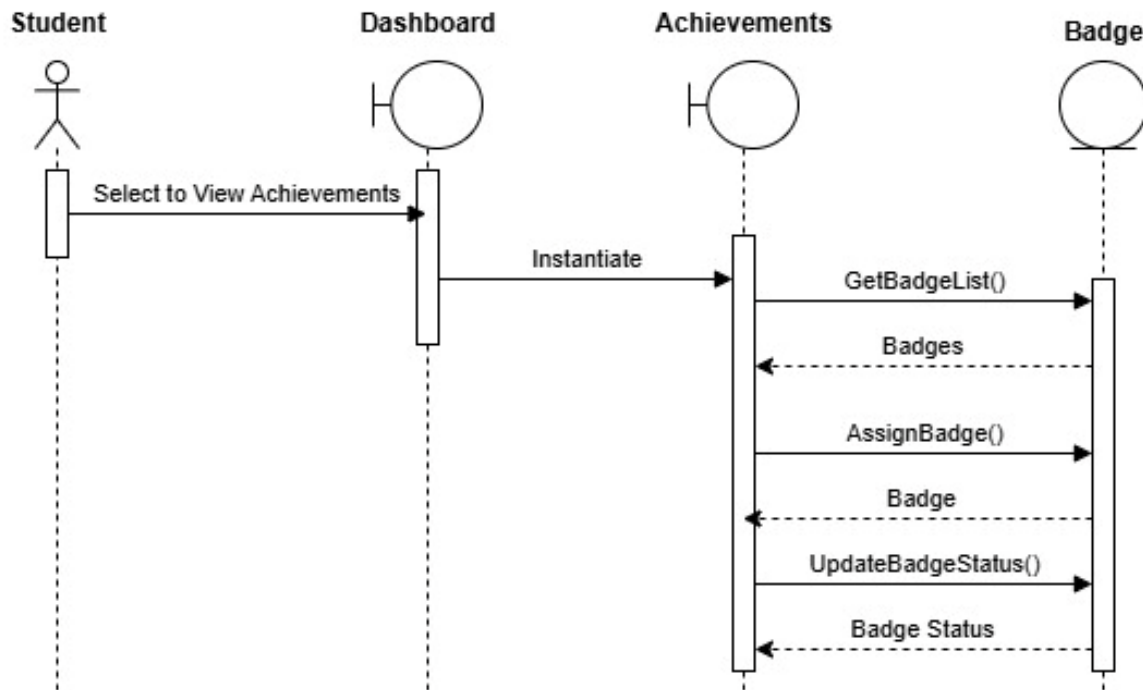 Student
Dashboard
Achievements
Badge
Select to View Achievements
Instantiate
GetBadgeList()
Badges
AssignBadge()
Badge
UpdateBadgeStatus()
Badge Status